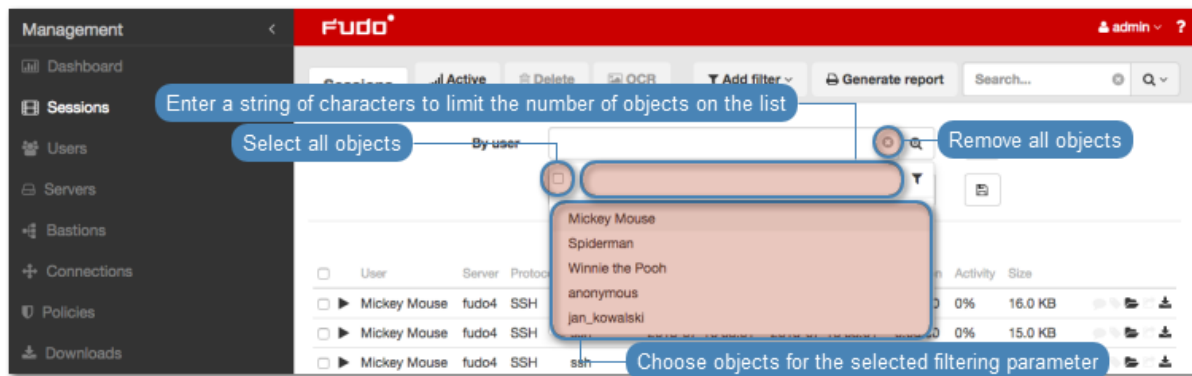 Management
Fudo
admin ?
Dashboard
Sessions Active Delete OCR Add filter Generate report Search...
Sessions
Enter a string of characters to limit the number of objects on the list
Users
Select all objects
By user
Remove all objects
Servers
Bastions
Mickey Mouse
Spiderman
Winnie the Pooh
anonymous
jan_kowalski
Connections
User Server Activity Size
Policies
Mickey Mouse fudo4 SSH 0% 16.0 KB
Mickey Mouse fudo4 SSH 0% 15.0 KB
Downloads
Mickey Mouse fudo4 SSH ssh
Choose objects for the selected filtering parameter